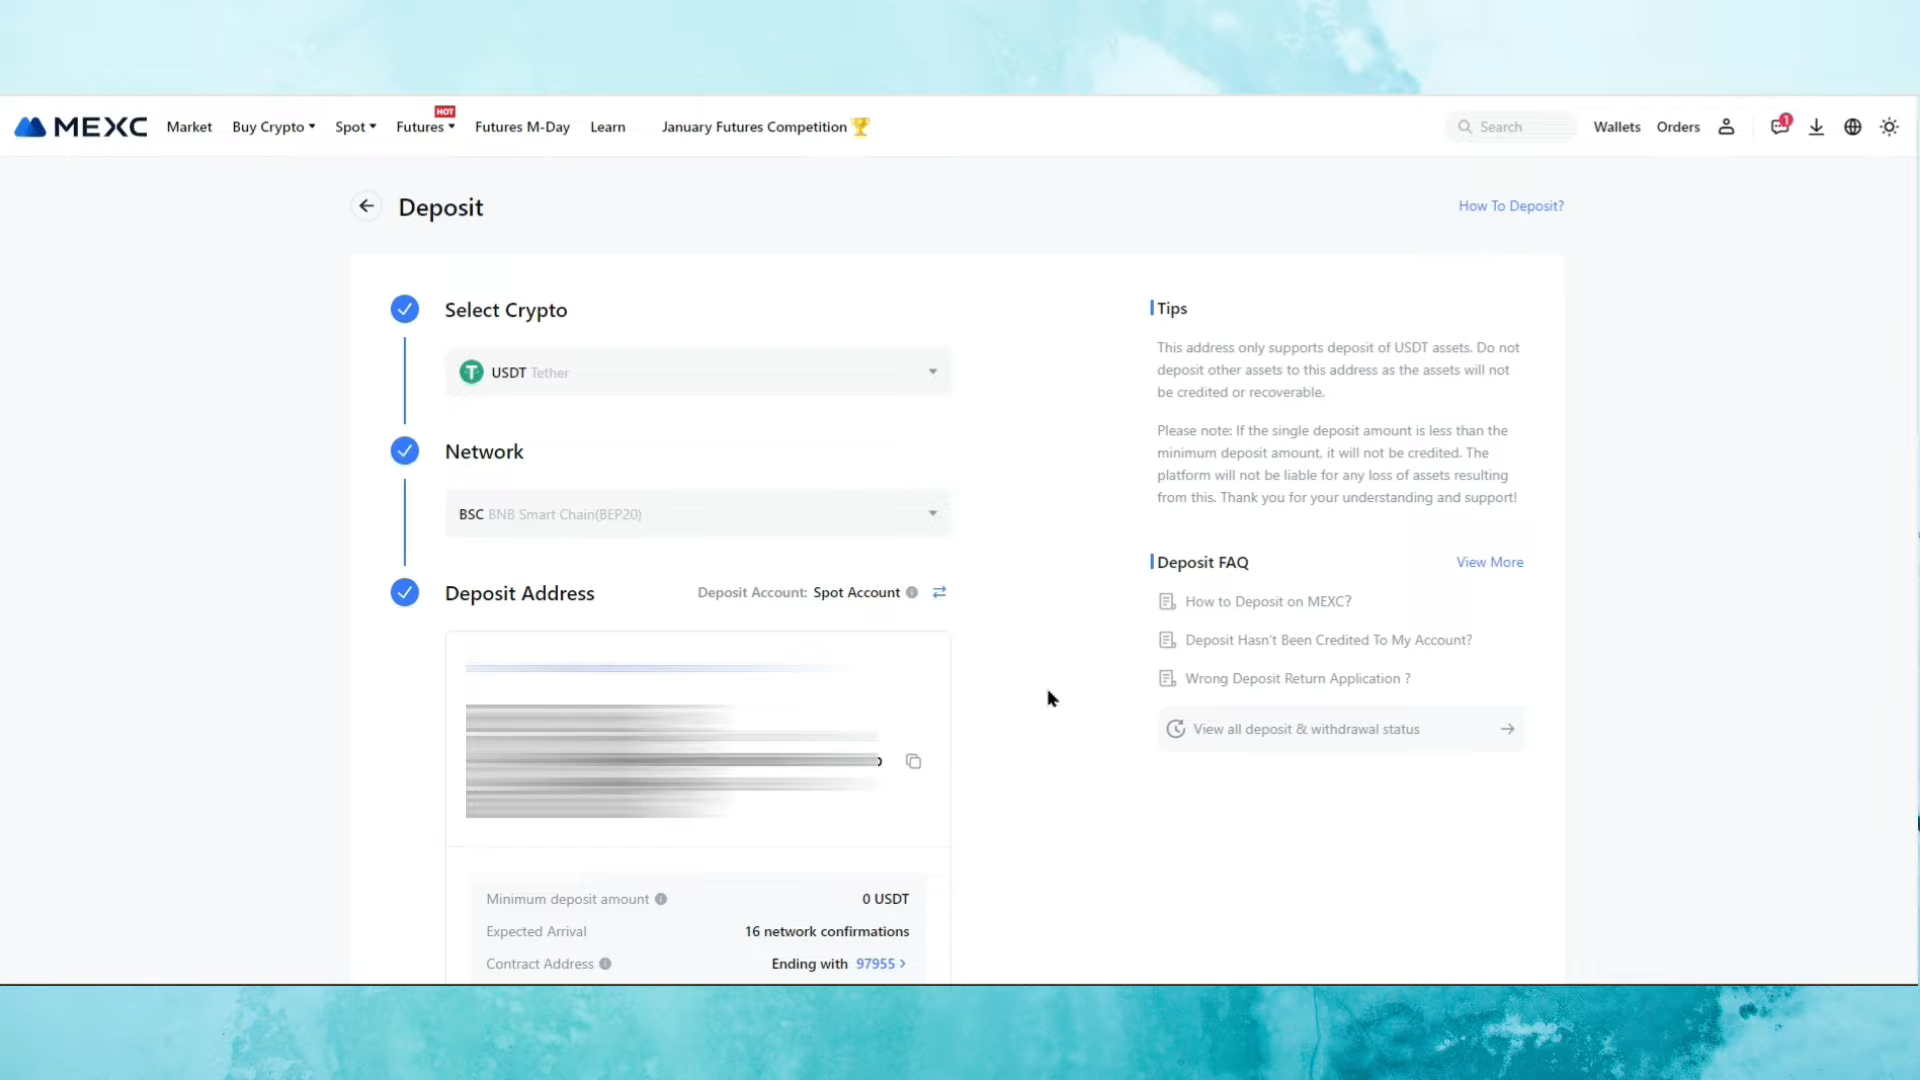 MEXC Market Buy Crypto Spot Futures HOT Futures M-Day Learn January Futures Competition Search Wallets Orders 1
Deposit
How To Deposit?
Select Crypto
USDT Tether
Network
BSC BNB Smart Chain(BEP20)
Deposit Address Deposit Account: Spot Account
Minimum deposit amount 0 USDT
Expected Arrival 16 network confirmations
Contract Address Ending with 97955 >
Tips
This address only supports deposit of USDT assets. Do not
deposit other assets to this address as the assets will not
be credited or recoverable.
Please note: If the single deposit amount is less than the
minimum deposit amount, it will not be credited. The
platform will not be liable for any loss of assets resulting
from this. Thank you for your understanding and support!
Deposit FAQ View More
How to Deposit on MEXC?
Deposit Hasn't Been Credited To My Account?
Wrong Deposit Return Application ?
View all deposit & withdrawal status